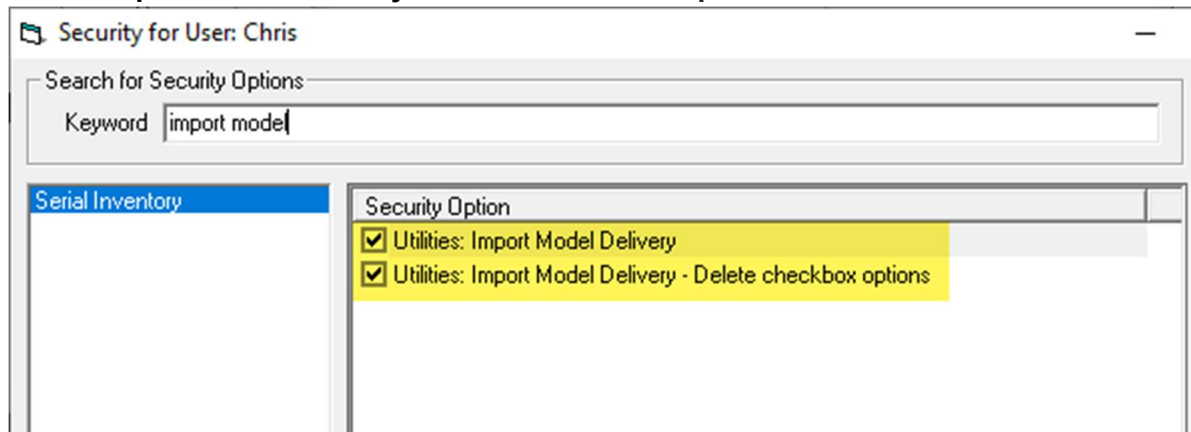 Security for User: Chris
Search for Security Options
Keyword import model
Serial Inventory
Security Option
Utilities: Import Model Delivery
Utilities: Import Model Delivery - Delete checkbox options